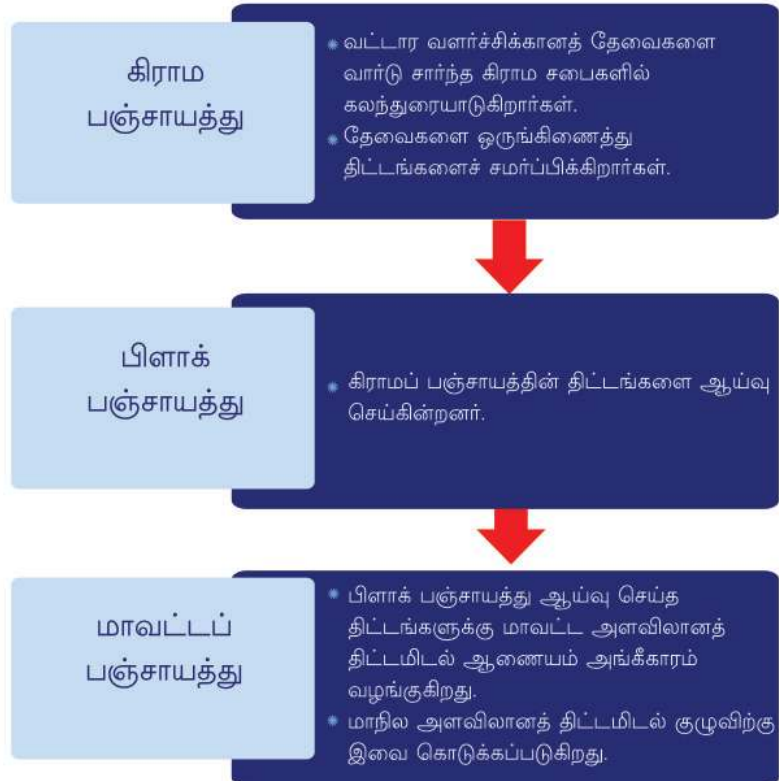 கிராம
பஞ்சாயத்து
வட்டார வளர்ச்சிக்கானத் தேவைகளை
வார்டு சார்ந்த கிராம சபைகளில்
கலந்துரையாடுகிறார்கள்.
தேவைகளை ஒருங்கிணைத்து
திட்டங்களைச் சமர்ப்பிக்கிறார்கள்.
பிளாக்
பஞ்சாயத்து
கிராமப் பஞ்சாயத்தின் திட்டங்களை ஆய்வு
செய்கின்றனர்.
மாவட்டப்
பஞ்சாயத்து
பிளாக் பஞ்சாயத்து ஆய்வு செய்த
திட்டங்களுக்கு மாவட்ட அளவிலானத்
திட்டமிடல் ஆணையம் அங்கீகாரம்
வழங்குகிறது.
மாநில அளவிலானத் திட்டமிடல் குழுவிற்கு
இவை கொடுக்கப்படுகிறது.